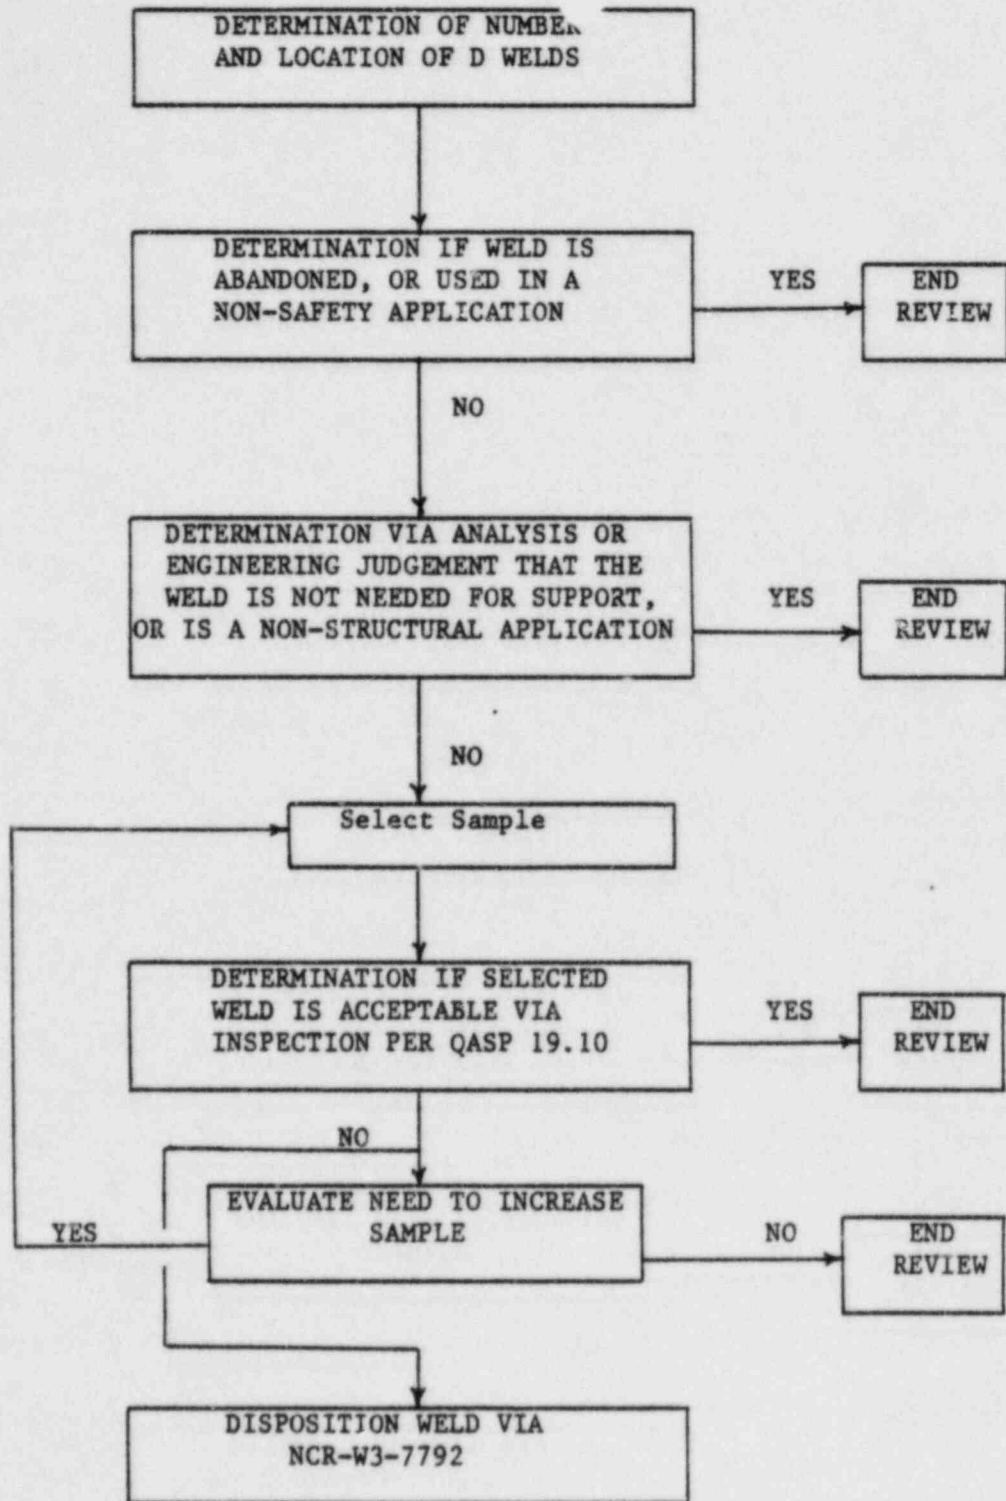 DETERMINATION OF NUMBER
AND LOCATION OF D WELDS
DETERMINATION IF WELD IS
ABANDONED, OR USED IN A
NON-SAFETY APPLICATION
YES
END
REVIEW
NO
DETERMINATION VIA ANALYSIS OR
ENGINEERING JUDGEMENT THAT THE
WELD IS NOT NEEDED FOR SUPPORT,
OR IS A NON-STRUCTURAL APPLICATION
YES
END
REVIEW
NO
Select Sample
DETERMINATION IF SELECTED
WELD IS ACCEPTABLE VIA
INSPECTION PER QASP 19.10
YES
END
REVIEW
NO
EVALUATE NEED TO INCREASE
SAMPLE
YES
NO
END
REVIEW
DISPOSITION WELD VIA
NCR-W3-7792